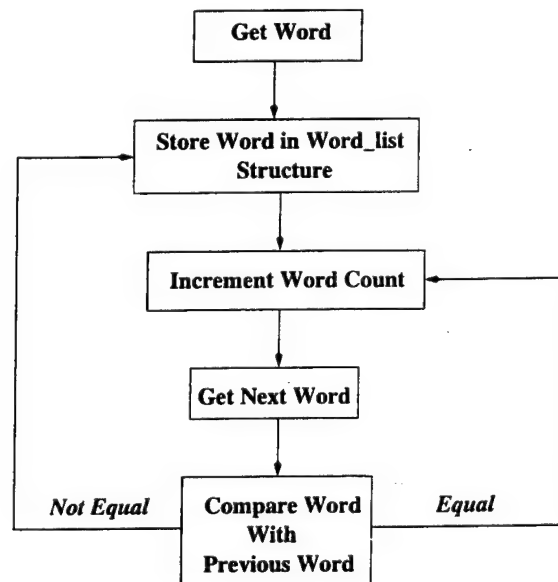 Get Word
Store Word in Word_list
Structure
Increment Word Count
Get Next Word
Not Equal
Compare Word
With
Previous Word
Equal